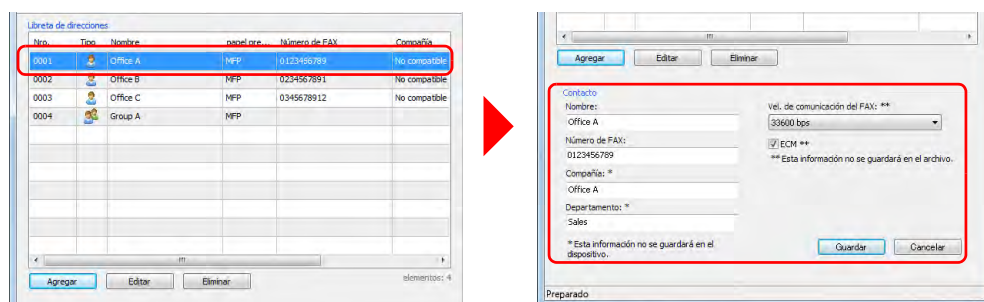 Libreta de direcciones
Nro. Tipo Nombre papel pre... Número de FAX Compañía
0001 Office A MFP 0123456789 No compatible
0002 Office B MFP 0234567891 No compatible
0003 Office C MFP 0345678912 No compatible
0004 Group A MFP
Agregar Editar Eliminar
elementos: 4
Agregar Editar Eliminar
Contacto
Nombre:
Office A
Número de FAX:
0123456789
Compañía: *
Office A
Departamento: *
Sales
* Esta información no se guardará en el
dispositivo.
Vel. de comunicación del FAX: **
33600 bps
ECM **
** Esta información no se guardará en el archivo.
Guardar Cancelar
Preparado